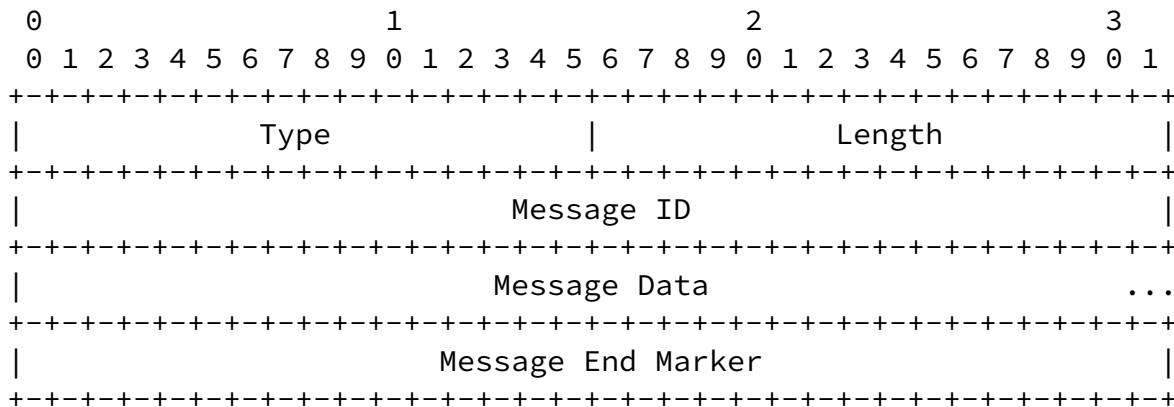 0                   1                   2                   3
 0 1 2 3 4 5 6 7 8 9 0 1 2 3 4 5 6 7 8 9 0 1 2 3 4 5 6 7 8 9 0 1
+-+-+-+-+-+-+-+-+-+-+-+-+-+-+-+-+-+-+-+-+-+-+-+-+-+-+-+-+-+-+-+-+
|             Type              |             Length            |
+-+-+-+-+-+-+-+-+-+-+-+-+-+-+-+-+-+-+-+-+-+-+-+-+-+-+-+-+-+-+-+-+
|                           Message ID                          |
+-+-+-+-+-+-+-+-+-+-+-+-+-+-+-+-+-+-+-+-+-+-+-+-+-+-+-+-+-+-+-+-+
|                          Message Data                       ...
+-+-+-+-+-+-+-+-+-+-+-+-+-+-+-+-+-+-+-+-+-+-+-+-+-+-+-+-+-+-+-+-+
|                       Message End Marker                      |
+-+-+-+-+-+-+-+-+-+-+-+-+-+-+-+-+-+-+-+-+-+-+-+-+-+-+-+-+-+-+-+-+